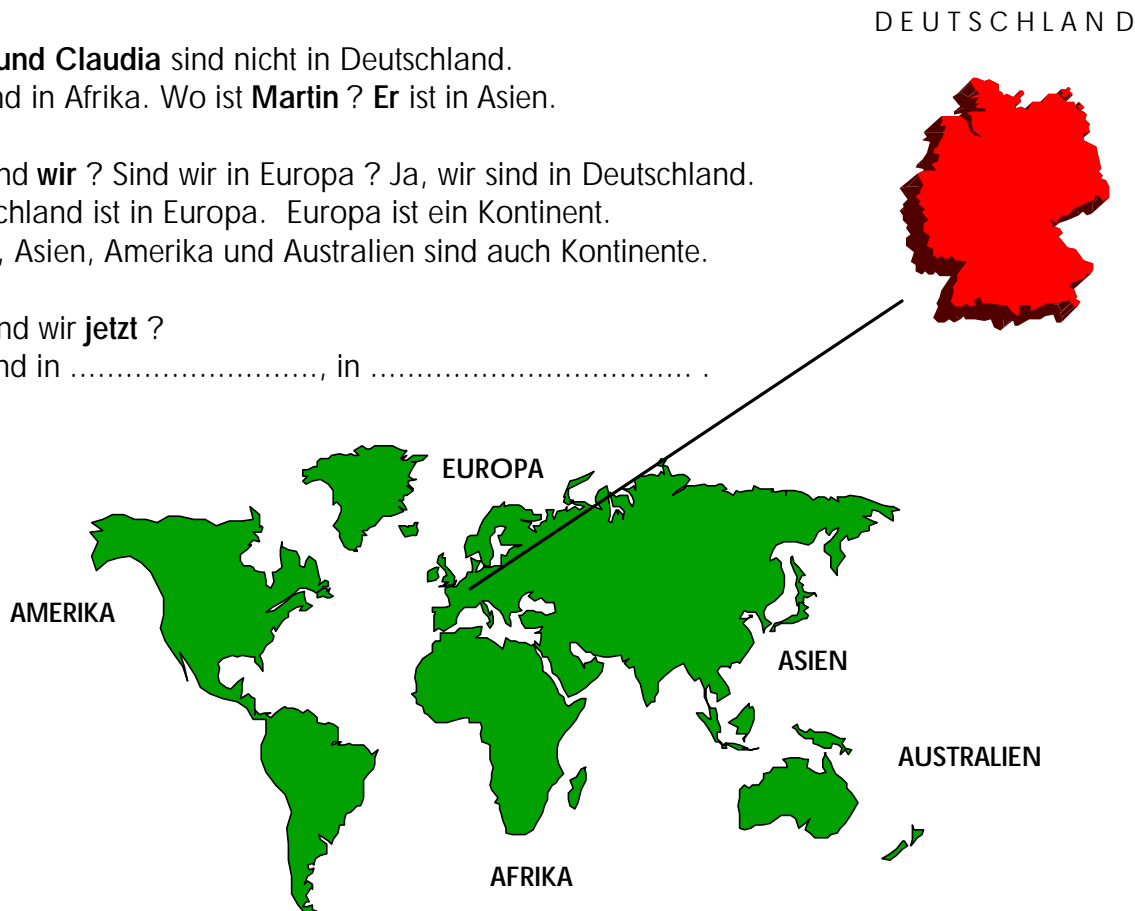 DEUTSCHLAND
und Claudia sind nicht in Deutschland.
nd in Afrika. Wo ist Martin ? Er ist in Asien.
nd wir ? Sind wir in Europa ? Ja, wir sind in Deutschland.
chland ist in Europa.  Europa ist ein Kontinent.
, Asien, Amerika und Australien sind auch Kontinente.
nd wir jetzt ?
nd in ..........................., in ................................... .
EUROPA
AMERIKA
ASIEN
AUSTRALIEN
AFRIKA